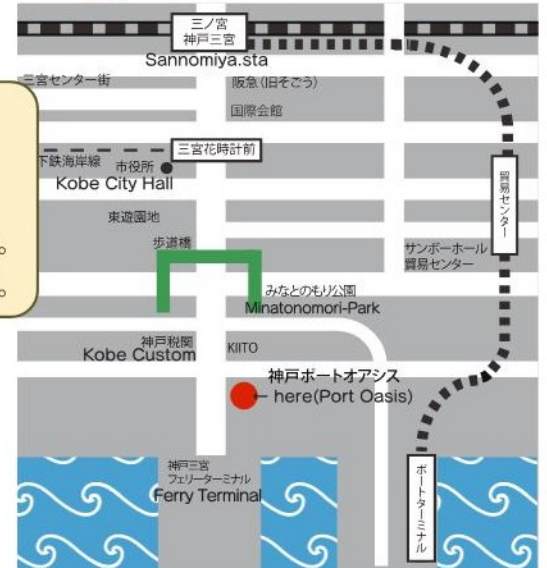 三ノ宮
神戸三宮
Sannomiya.sta
三宮センター街
阪急（旧そごう）
国際会館
三宮花時計前
下鉄海岸線
市役所
Kobe City Hall
東遊園地
歩道橋
貿易センター
サンボーホール
貿易センター
みなとのもり公園
Minatonomori-Park
神戸税関
Kobe Custom
KIITO
神戸ポートオアシス
here(Port Oasis)
神戸三宮
フェリーターミナル
Ferry Terminal
ポートターミナル
。
。